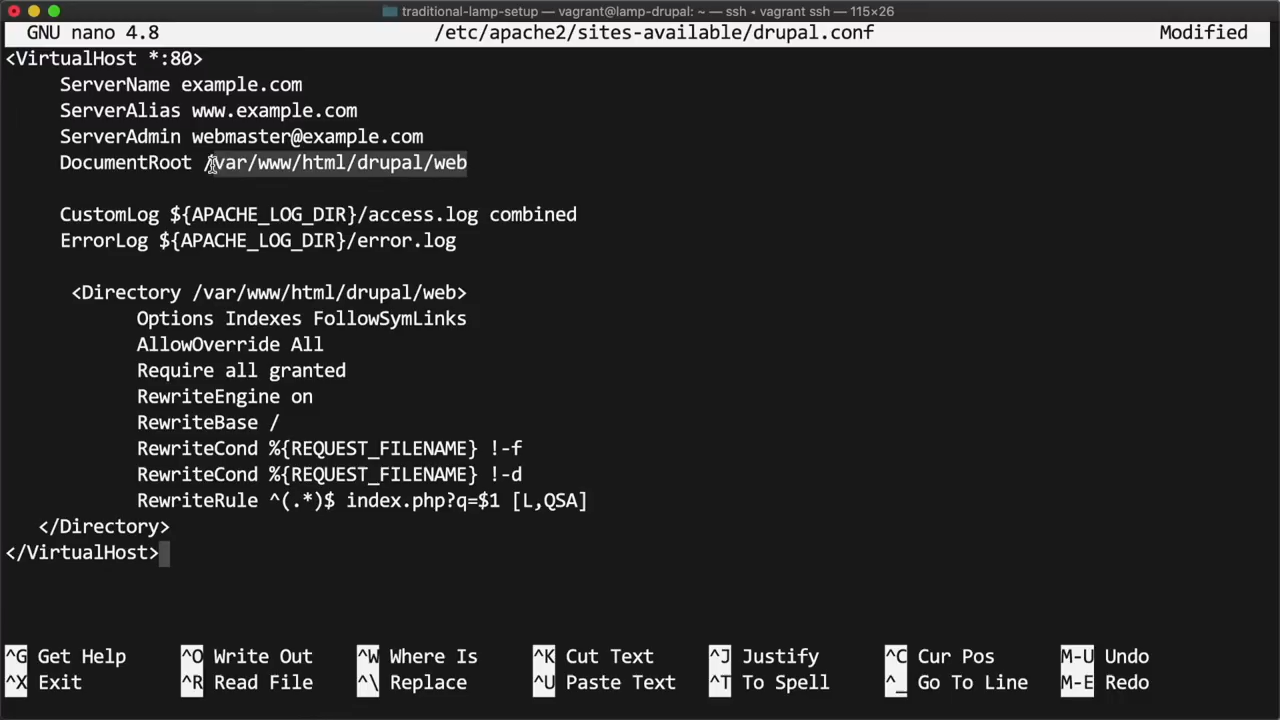 traditional-lamp-setup — vagrant@lamp-drupal: ~ — ssh • vagrant ssh — 115×26
GNU nano 4.8 /etc/apache2/sites-available/drupal.conf Modified
<VirtualHost *:80>
ServerName example.com
ServerAlias www.example.com
ServerAdmin webmaster@example.com
DocumentRoot /var/www/html/drupal/web
CustomLog ${APACHE_LOG_DIR}/access.log combined
ErrorLog ${APACHE_LOG_DIR}/error.log
<Directory /var/www/html/drupal/web>
Options Indexes FollowSymLinks
AllowOverride All
Require all granted
RewriteEngine on
RewriteBase /
RewriteCond %{REQUEST_FILENAME} !-f
RewriteCond %{REQUEST_FILENAME} !-d
RewriteRule ^(.*)$ index.php?q=$1 [L,QSA]
</Directory>
</VirtualHost>
^G Get Help ^O Write Out ^W Where Is ^K Cut Text ^J Justify ^C Cur Pos M-U Undo
^X Exit ^R Read File ^\ Replace ^U Paste Text ^T To Spell ^_ Go To Line M-E Redo